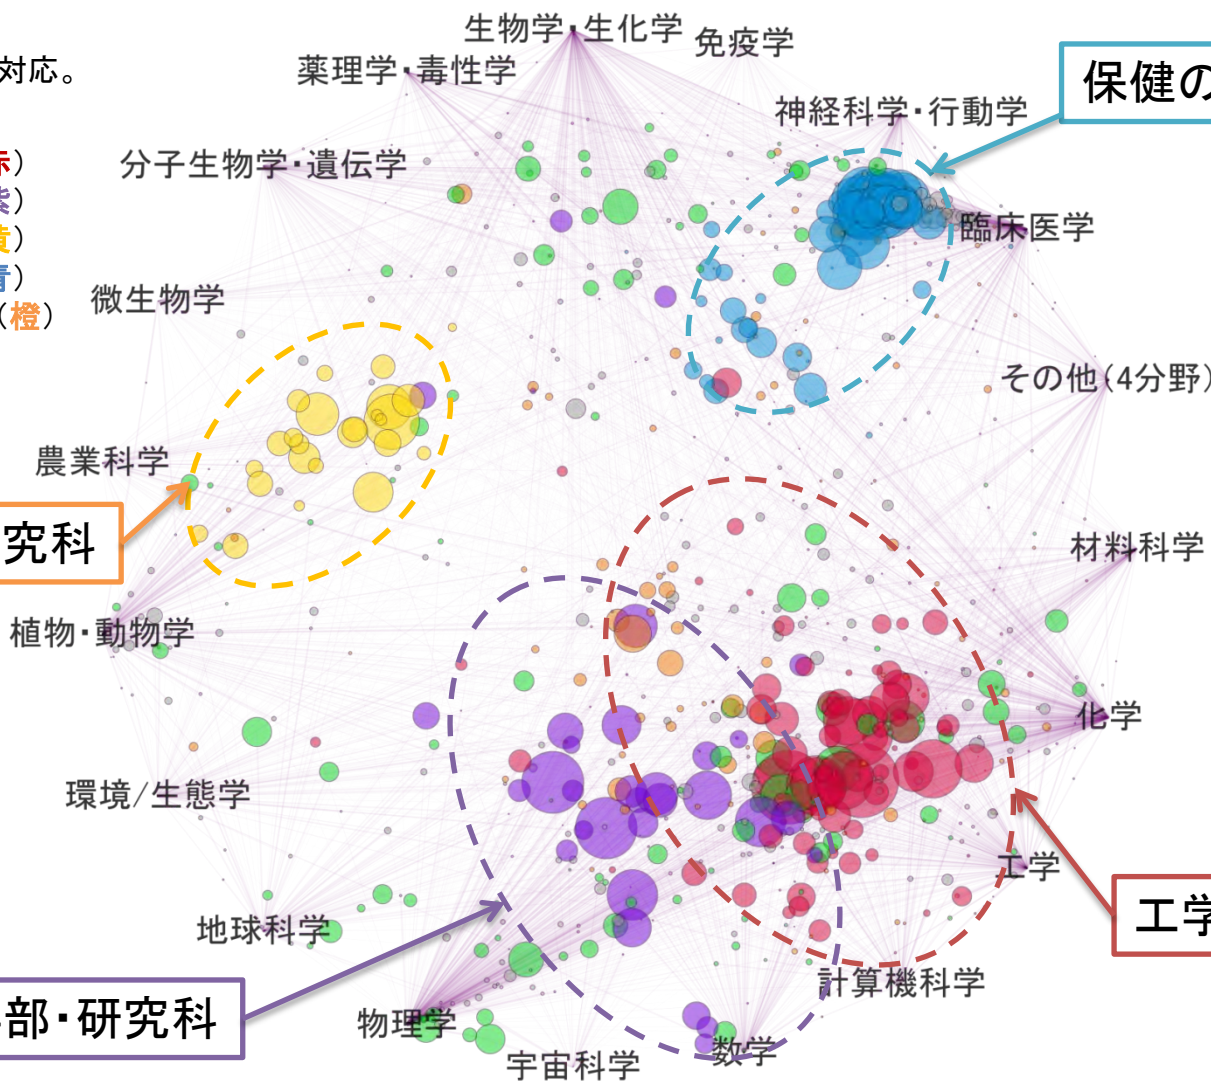 生物学・生化学
免疫学
対応。
薬理学・毒性学
保健の
神経科学・行動学
赤）
分子生物学・遺伝学
紫）
黄）
臨床医学
青）
微生物学
（橙）
その他（4分野）
農業科学
究科
材料科学
植物・動物学
化学
環境/生態学
工学
地球科学
工学
計算機科学
部・研究科
物理学
数学
宇宙科学